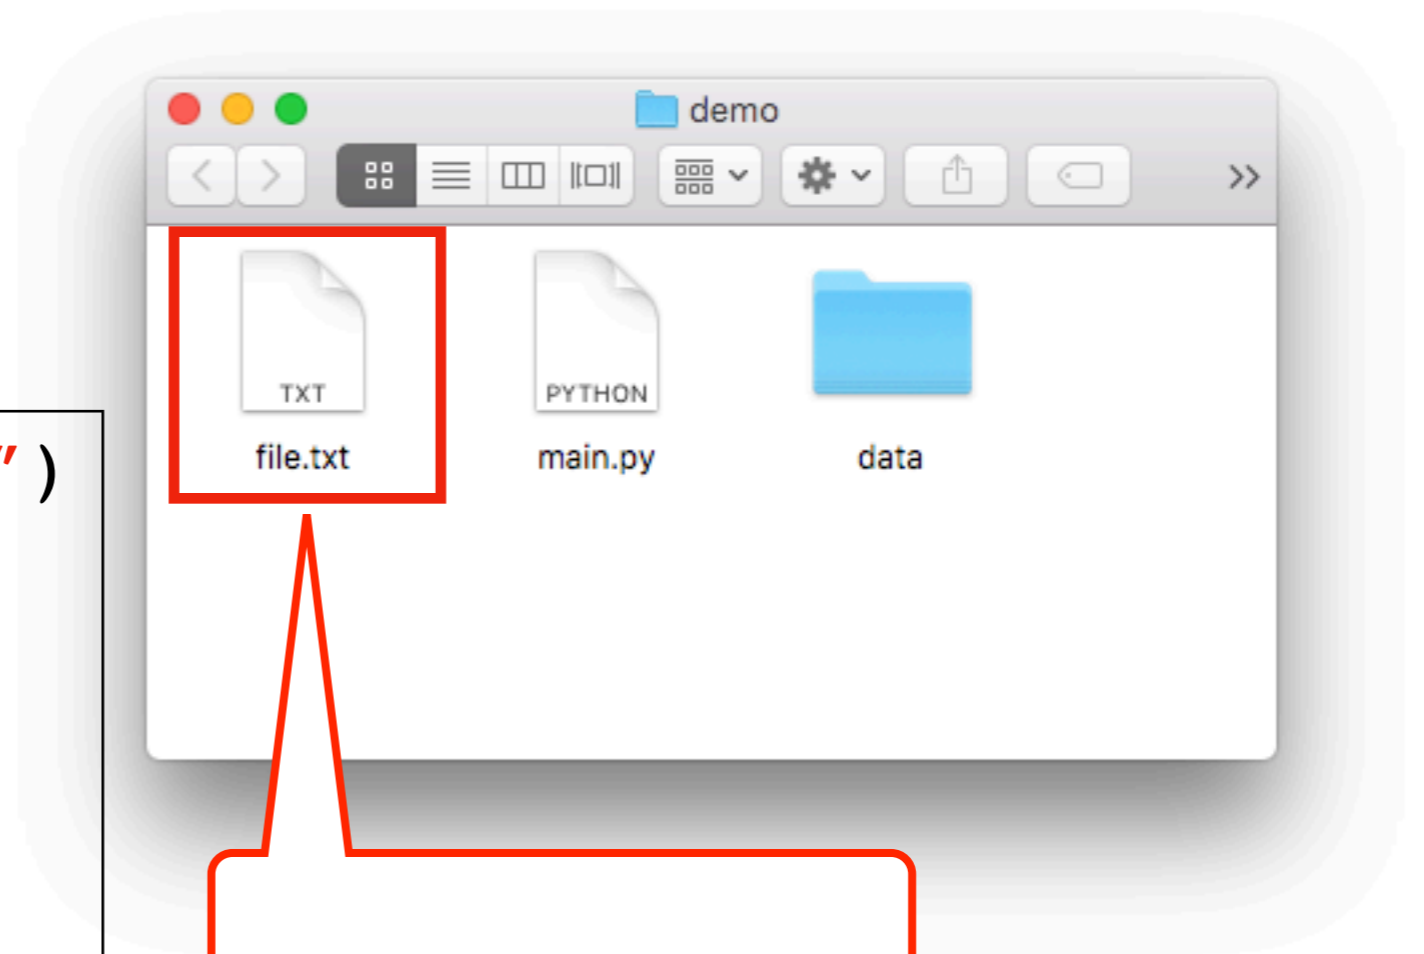 demo
TXT
PYTHON
")
file.txt
main.py
data